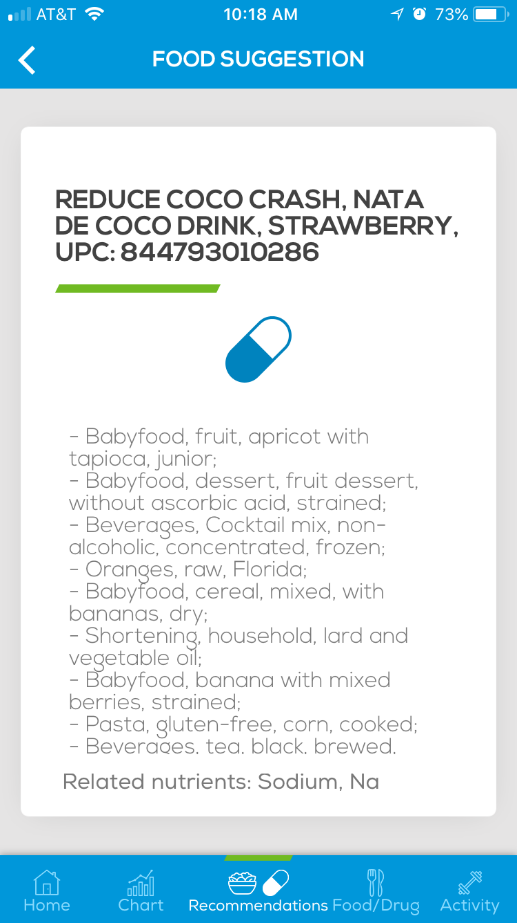 AT&T 10:18 AM 73%
FOOD SUGGESTION
REDUCE COCO CRASH, NATA
DE COCO DRINK, STRAWBERRY,
UPC: 844793010286
- Babyfood, fruit, apricot with
tapioca, junior;
- Babyfood, dessert, fruit dessert,
without ascorbic acid, strained;
- Beverages, Cocktail mix, non-
alcoholic, concentrated, frozen;
- Oranges, raw, Florida;
- Babyfood, cereal, mixed, with
bananas, dry;
- Shortening, household, lard and
vegetable oil;
- Babyfood, banana with mixed
berries, strained;
- Pasta, gluten-free, corn, cooked;
- Beverages, tea, black, brewed,
Related nutrients: Sodium, Na
Home Chart Recommendations Food/Drug Activity